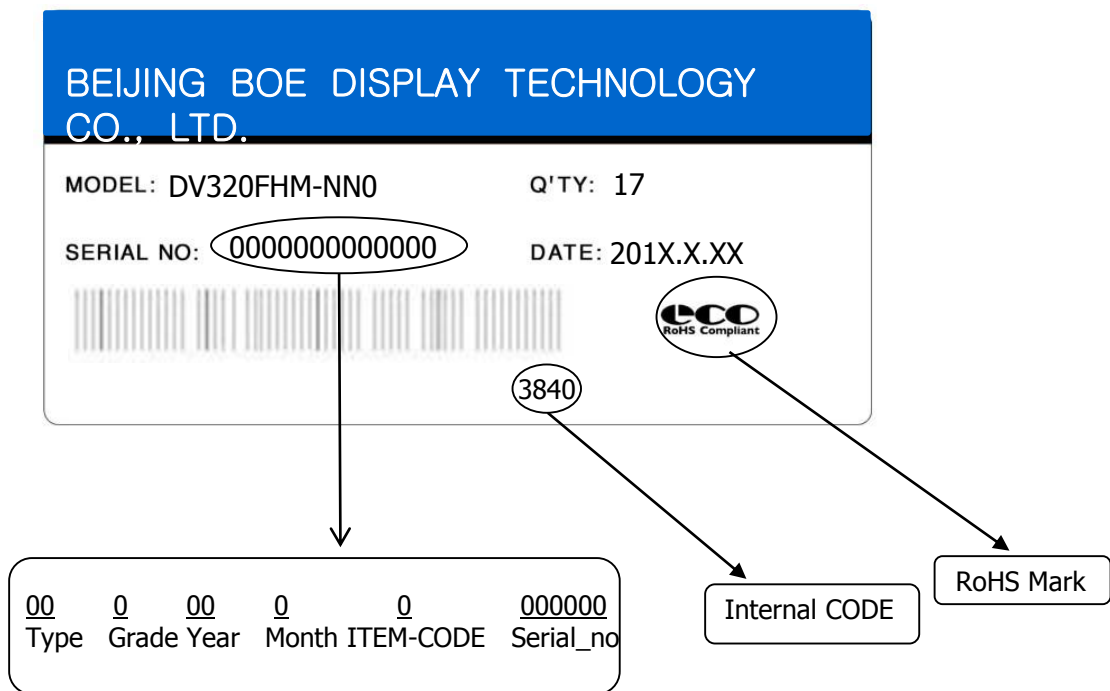 BEIJING BOE DISPLAY TECHNOLOGY
CO., LTD.
MODEL: DV320FHM-NN0 Q'TY: 17
SERIAL NO: 0000000000000 DATE: 201X.X.XX
eco
RoHS Compliant
3840
00 0 00 0 0 000000
Type Grade Year Month ITEM-CODE Serial_no
Internal CODE
RoHS Mark